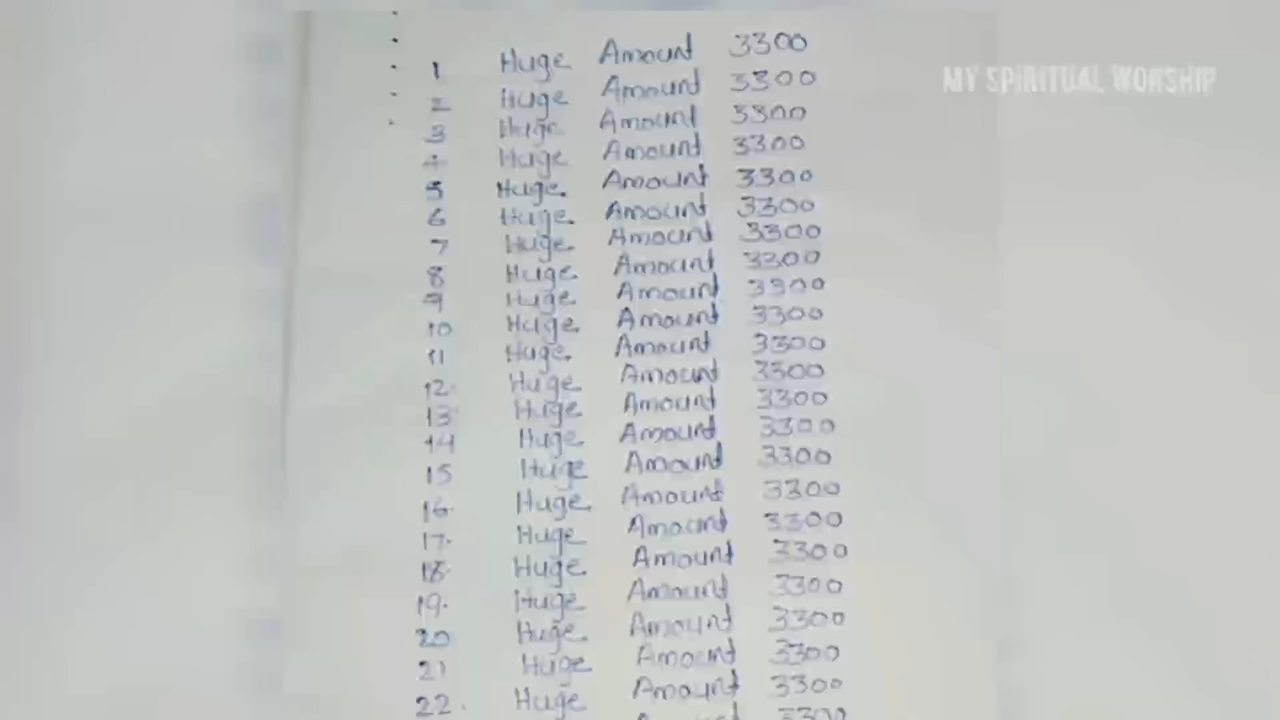 1 Huge Amount 3300
MY SPIRITUAL WORSHIP
2 Huge Amount 3300
3 Huge Amount 3300
4 Huge Amount 3300
5 Huge Amount 3300
6 Huge Amount 3300
7 Huge Amount 3300
8 Huge Amount 3300
9 Huge Amount 3300
10 Huge Amount 3300
11 Huge Amount 3300
12. Huge Amount 3300
13 Huge Amount 3300
14 Huge Amount 3300
15 Huge Amount 3300
16. Huge Amount 3300
17. Huge Amount 3300
18. Huge Amount 3300
19. Huge Amount 3300
20 Huge Amount 3300
21 Huge Amount 3300
22. Huge Amount 3300
Amount 3300